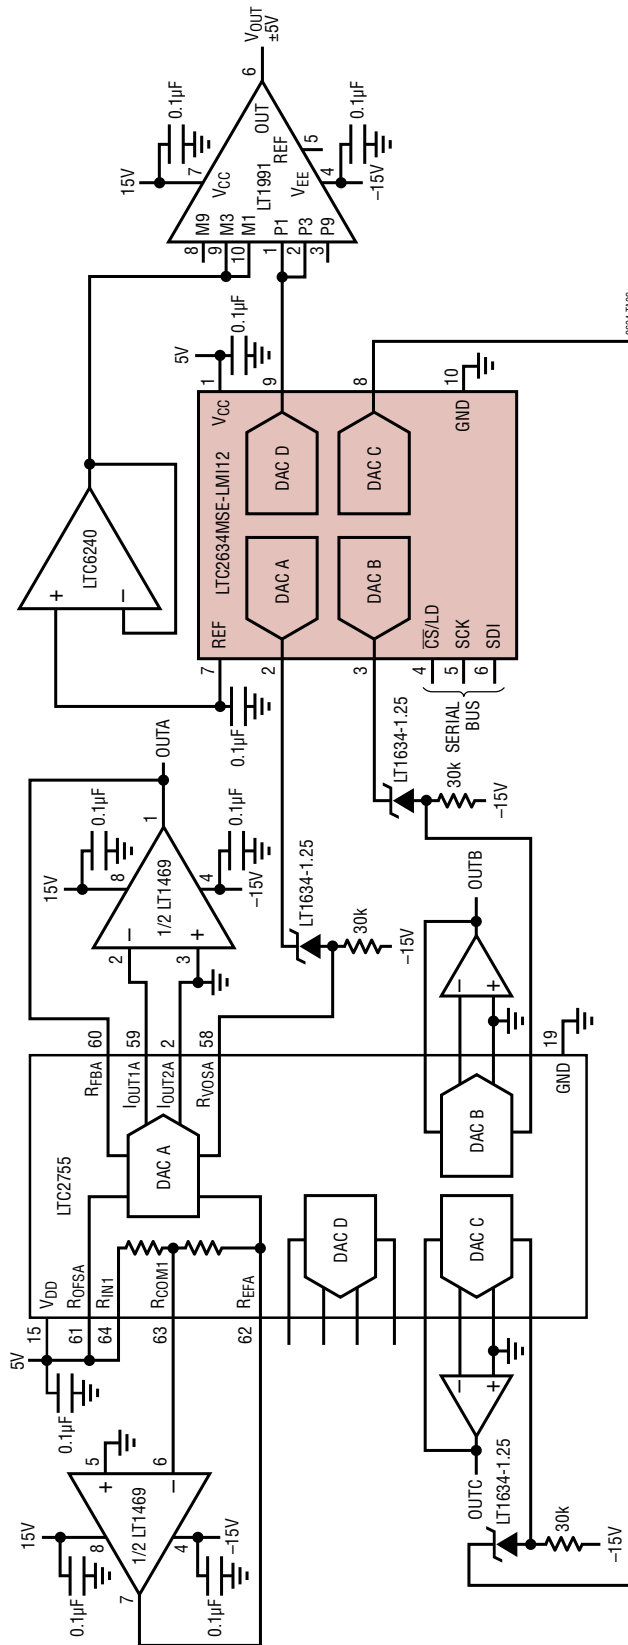 5V
0.1µF
15
61
64
63
62
V_DD
R_OFSA
R_IN1
R_COM1
R_EFA
LTC2755
15V
0.1µF
8
5
6
4
7
+
–
1/2 LT1469
–15V
0.1µF
DAC A
R_FBA
I_OUT1A
I_OUT2A
R_VOSA
60
59
2
58
15V
0.1µF
8
2
3
–
+
1/2 LT1469
1
OUTA
4
–15V
0.1µF
LT1634-1.25
30k
–15V
DAC D
DAC C
–
+
OUTC
LT1634-1.25
30k
–15V
DAC B
–
+
OUTB
GND
19
LT1634-1.25
30k
–15V
+
–
LTC6240
5V
0.1µF
1
V_CC
7
REF
0.1µF
LTC2634MSE-LMI12
DAC A
DAC D
DAC B
DAC C
2
3
9
8
4
5
6
CS/LD
SCK
SDI
SERIAL
BUS
GND
10
15V
0.1µF
7
V_CC
8
9
10
1
2
3
M9
M3
M1
P1
P3
P9
LT1991
OUT
REF
V_EE
6
5
4
V_OUT
±5V
–15V
0.1µF